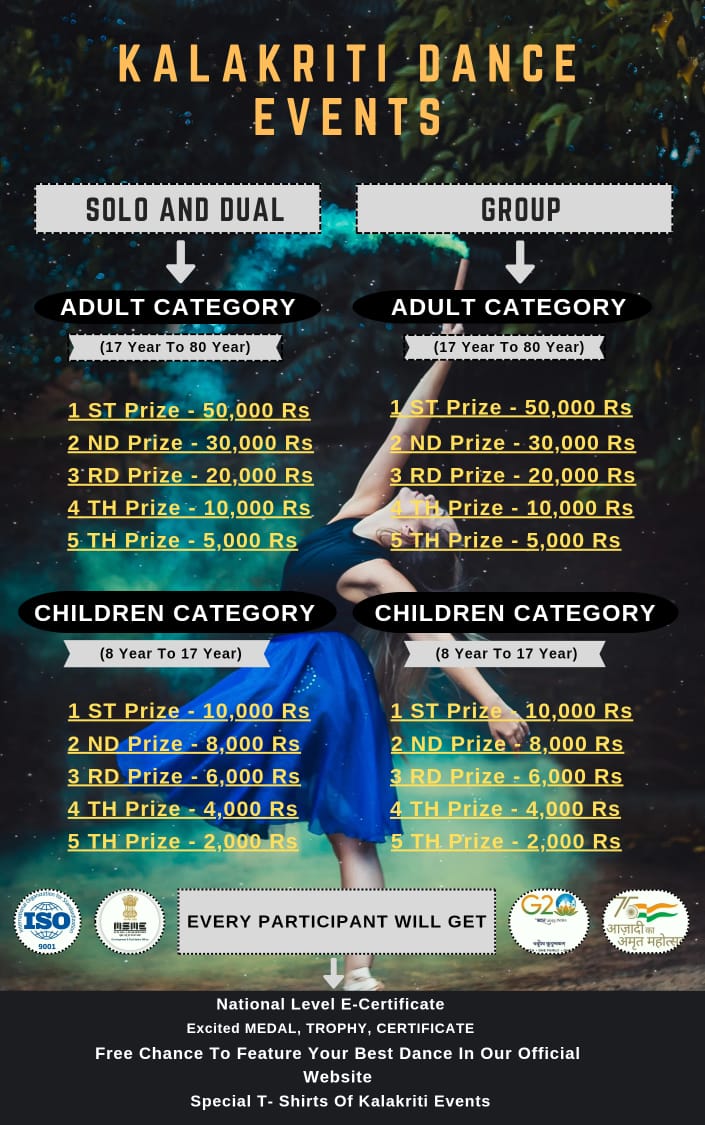 KALAKRITI DANCE
EVENTS
SOLO AND DUAL
ADULT CATEGORY
(17 Year To 80 Year)
1 ST Prize - 50,000 Rs
2 ND Prize - 30,000 Rs
3 RD Prize - 20,000 Rs
4 TH Prize - 10,000 Rs
5 TH Prize - 5,000 Rs
CHILDREN CATEGORY
(8 Year To 17 Year)
1 ST Prize - 10,000 Rs
2 ND Prize - 8,000 Rs
3 RD Prize - 6,000 Rs
4 TH Prize - 4,000 Rs
5 TH Prize - 2,000 Rs
GROUP
ADULT CATEGORY
(17 Year To 80 Year)
1 ST Prize - 50,000 Rs
2 ND Prize - 30,000 Rs
3 RD Prize - 20,000 Rs
4 TH Prize - 10,000 Rs
5 TH Prize - 5,000 Rs
CHILDREN CATEGORY
(8 Year To 17 Year)
1 ST Prize - 10,000 Rs
2 ND Prize - 8,000 Rs
3 RD Prize - 6,000 Rs
4 TH Prize - 4,000 Rs
5 TH Prize - 2,000 Rs
ISO
9001
MSME
EVERY PARTICIPANT WILL GET
G20
75
आज़ादी का
अमृत
National Level E-Certificate
Excited MEDAL, TROPHY, CERTIFICATE
Free Chance To Feature Your Best Dance In Our Official
Website
Special T- Shirts Of Kalakriti Events